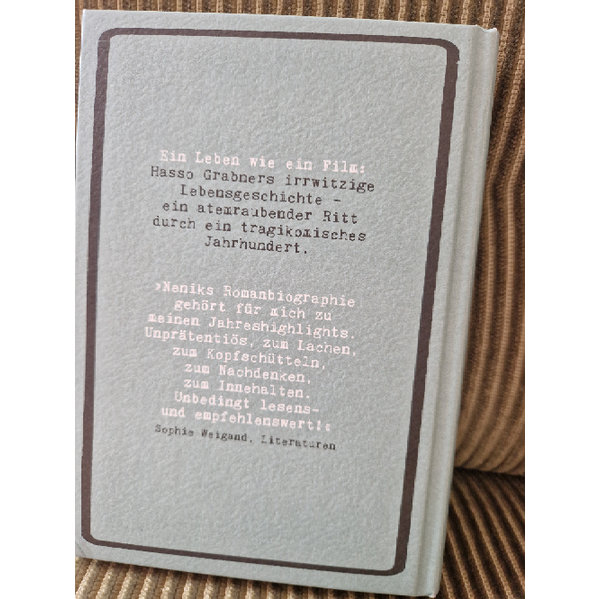 Ein Leben wie ein Film:
Hasso Grabners irrwitzige
Lebensgeschichte –
ein atemraubender Ritt
durch ein tragikomisches
Jahrhundert.
»Naniks Romanbiographie
gehört für mich zu
meinen Jahreshighlights.
Unprätentiös, zum Lachen,
zum Kopfschütteln,
zum Nachdenken,
zum Innehalten.
Unbedingt lesens-
und empfehlenswert!«
Sophie Weigand, Literaturen